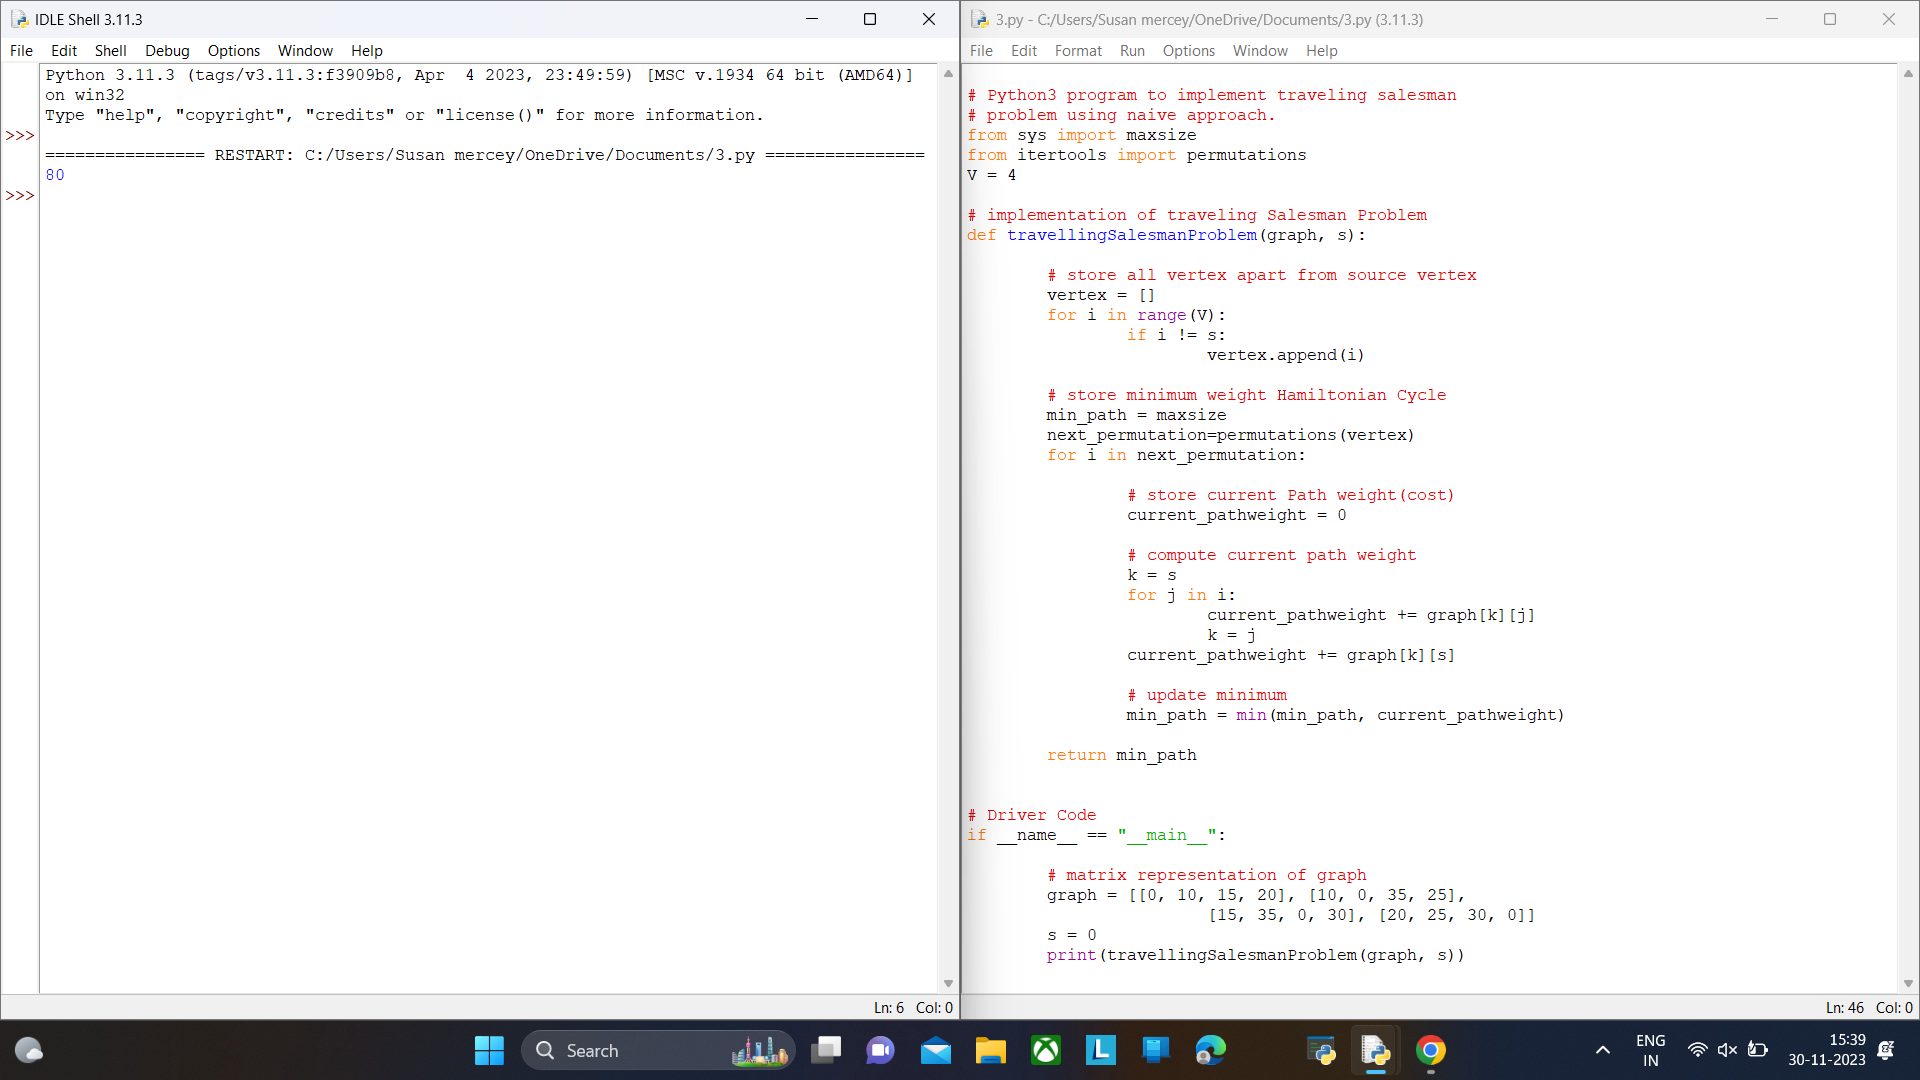 IDLE Shell 3.11.3
File Edit Shell Debug Options Window Help
Python 3.11.3 (tags/v3.11.3:f3909b8, Apr  4 2023, 23:49:59) [MSC v.1934 64 bit (AMD64)]
on win32
Type "help", "copyright", "credits" or "license()" for more information.
>>>
================ RESTART: C:/Users/Susan mercey/OneDrive/Documents/3.py ================
80
>>>
Ln: 6 Col: 0
3.py - C:/Users/Susan mercey/OneDrive/Documents/3.py (3.11.3)
File Edit Format Run Options Window Help
# Python3 program to implement traveling salesman
# problem using naive approach.
from sys import maxsize
from itertools import permutations
V = 4
# implementation of traveling Salesman Problem
def travellingSalesmanProblem(graph, s):
# store all vertex apart from source vertex
vertex = []
for i in range(V):
if i != s:
vertex.append(i)
# store minimum weight Hamiltonian Cycle
min_path = maxsize
next_permutation=permutations(vertex)
for i in next_permutation:
# store current Path weight(cost)
current_pathweight = 0
# compute current path weight
k = s
for j in i:
current_pathweight += graph[k][j]
k = j
current_pathweight += graph[k][s]
# update minimum
min_path = min(min_path, current_pathweight)
return min_path
# Driver Code
if __name__ == "__main__":
# matrix representation of graph
graph = [[0, 10, 15, 20], [10, 0, 35, 25],
[15, 35, 0, 30], [20, 25, 30, 0]]
s = 0
print(travellingSalesmanProblem(graph, s))
Ln: 46 Col: 0
Search
L
ENG
IN
15:39
30-11-2023